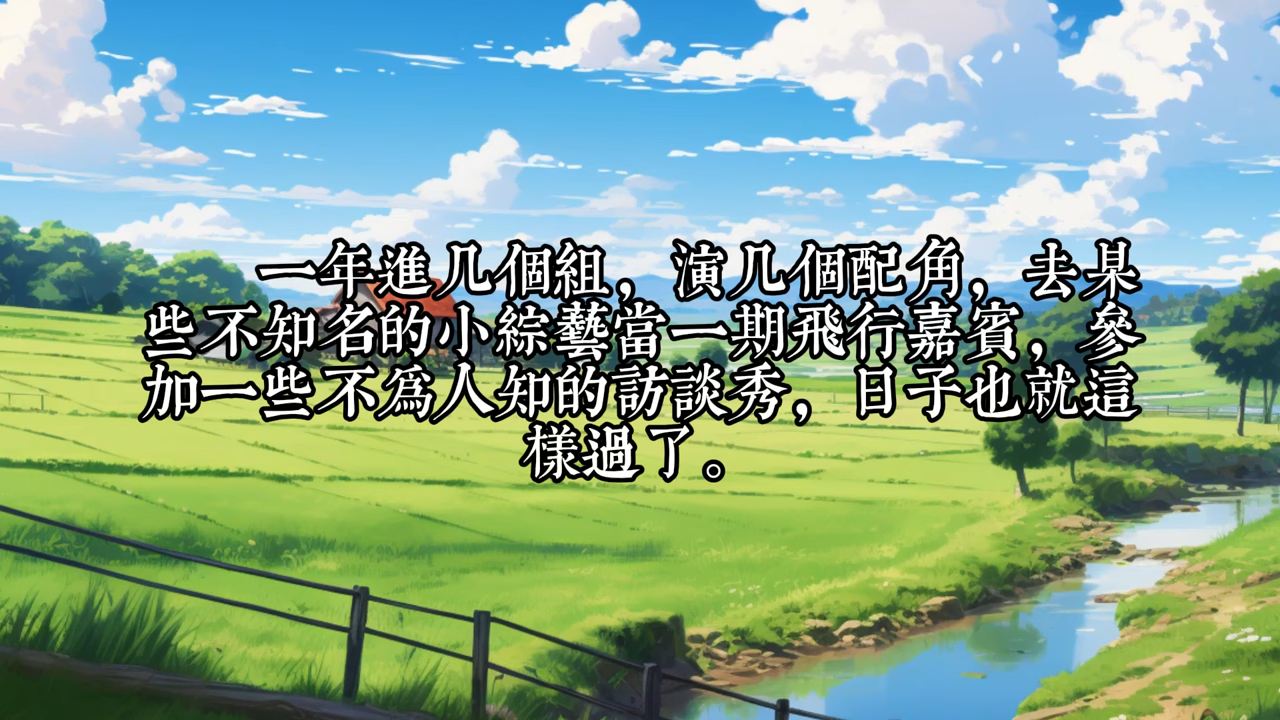 一年進几個組，演几個配角，去某
些不知名的小綜藝當一期飛行嘉賓，參
加一些不爲人知的訪談秀，日子也就這
樣過了。